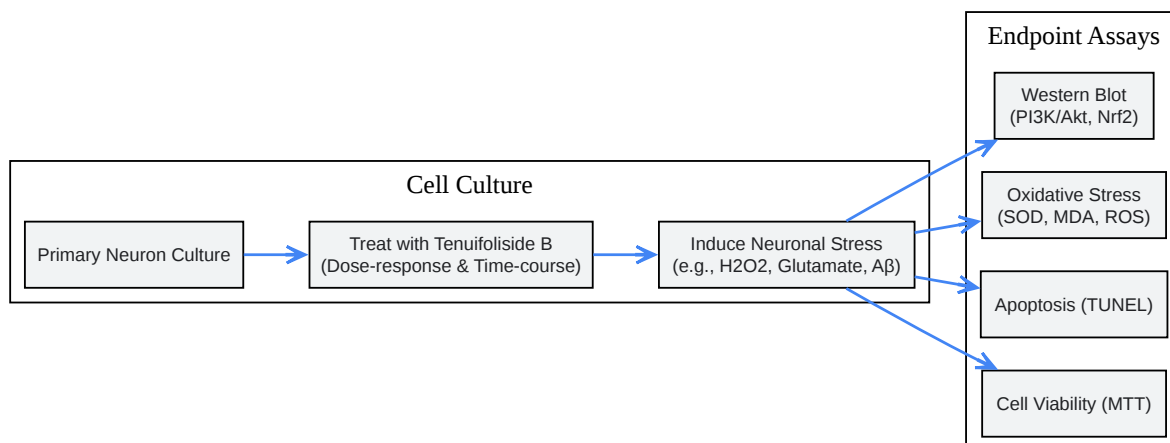 Cell Culture
Primary Neuron Culture
Treat with Tenuifoliside B
(Dose-response & Time-course)
Induce Neuronal Stress
(e.g., H2O2, Glutamate, Aβ)
Endpoint Assays
Western Blot
(PI3K/Akt, Nrf2)
Oxidative Stress
(SOD, MDA, ROS)
Apoptosis (TUNEL)
Cell Viability (MTT)